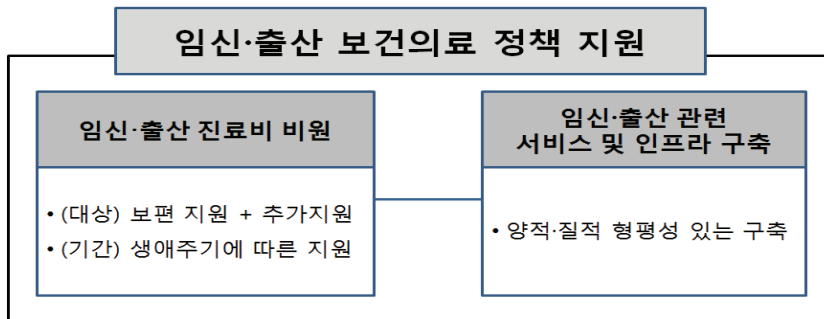 임신·출산 보건의료 정책 지원
임신·출산 진료비 비원
• (대상) 보편 지원 + 추가지원
• (기간) 생애주기에 따른 지원
임신·출산 관련
서비스 및 인프라 구축
• 양적·질적 형평성 있는 구축